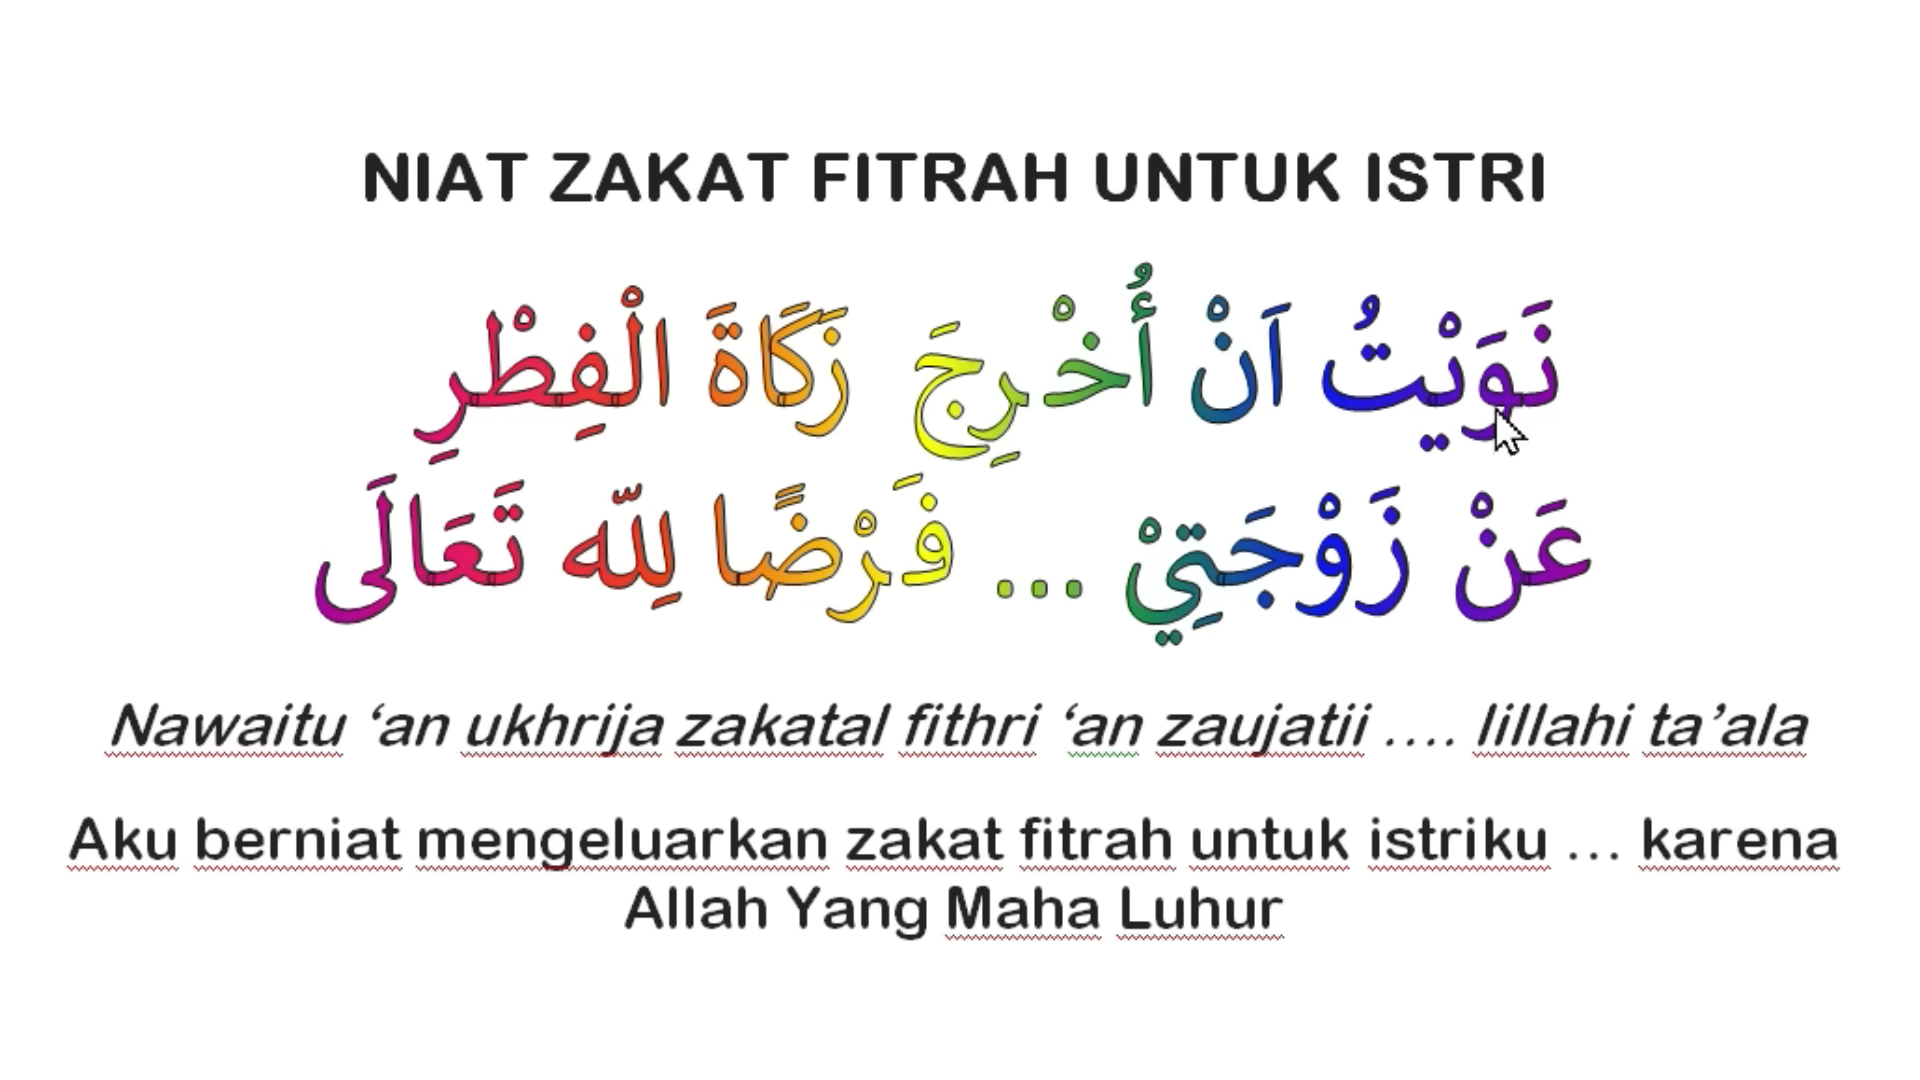 NIAT ZAKAT FITRAH UNTUK ISTRI
نَوَيْتُ اَنْ أُخْرِجَ زَكَاةَ الْفِطْرِ
عَنْ زَوْجَتِيْ ... فَرْضًا لِلّٰه تَعَالَى
Nawaitu ‘an ukhrija zakatal fithri ‘an zaujatii …. lillahi ta’ala
Aku berniat mengeluarkan zakat fitrah untuk istriku … karena
Allah Yang Maha Luhur